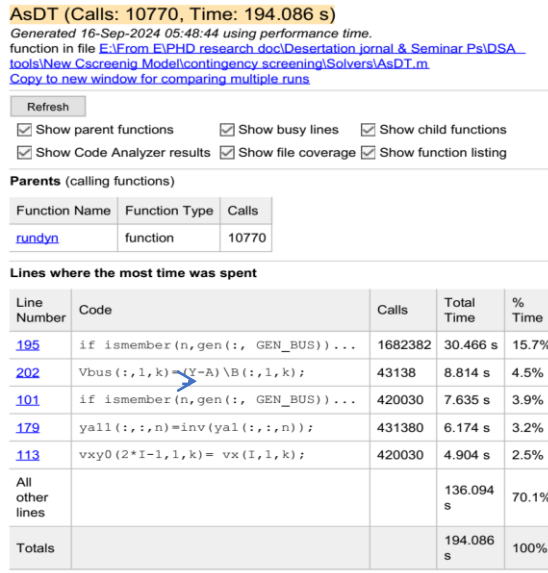 AsDT (Calls: 10770, Time: 194.086 s)
Generated 16-Sep-2024 05:48:44 using performance time.
function in file E:\From E\PHD research doc\Desertation jornal & Seminar Ps\DSA
tools\New Cscreenig Model\contingency screening\Solvers\AsDT.m
Copy to new window for comparing multiple runs
Refresh
Show parent functions Show busy lines Show child functions
Show Code Analyzer results Show file coverage Show function listing
Parents (calling functions)
Function Name Function Type Calls
rundyn function 10770
Lines where the most time was spent
Line Number Code Calls Total Time % Time
195 if ismember(n,gen(:, GEN_BUS))... 1682382 30.466 s 15.7%
202 Vbus(:,1,k)=(Y-A)\B(:,1,k); 43138 8.814 s 4.5%
101 if ismember(n,gen(:, GEN_BUS))... 420030 7.635 s 3.9%
179 yal1(:,:,n)=inv(yal(:,:,n)); 431380 6.174 s 3.2%
113 vxy0(2*I-1,1,k)= vx(I,1,k); 420030 4.904 s 2.5%
All other lines 136.094 s 70.1%
Totals 194.086 s 100%